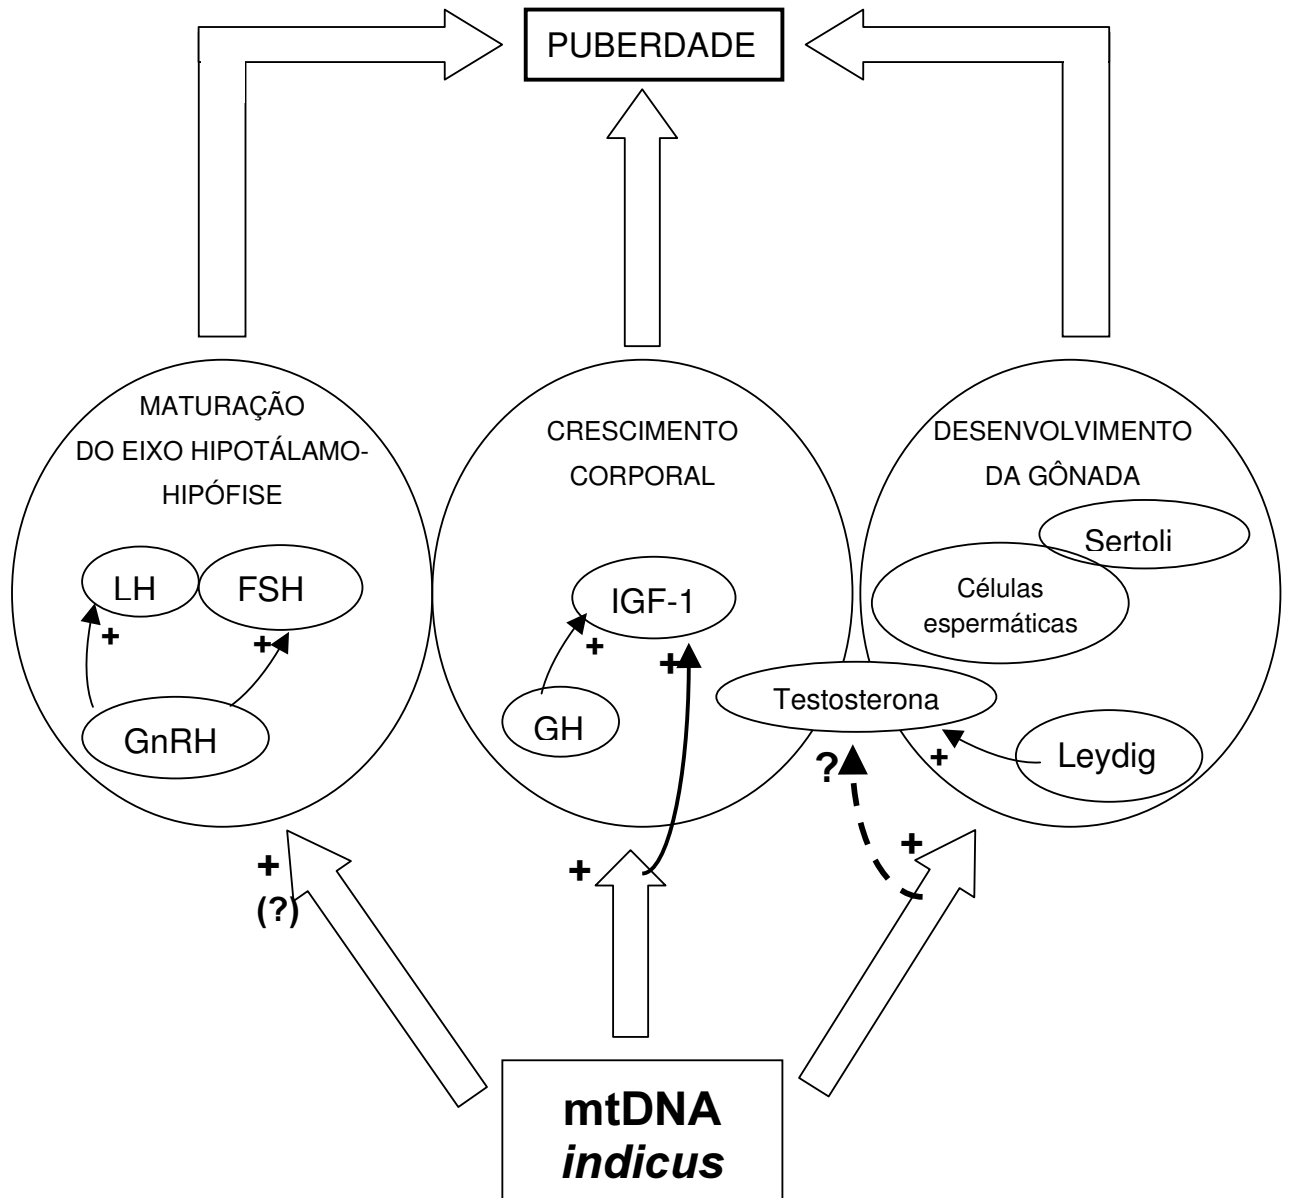 PUBERDADE
MATURAÇÃO
DO EIXO HIPOTÁLAMO-
HIPÓFISE
LH
FSH
+
+
GnRH
+
(?)
CRESCIMENTO
CORPORAL
IGF-1
+
+
GH
+
DESENVOLVIMENTO
DA GÔNADA
Sertoli
Células
espermáticas
Testosterona
?
+
Leydig
+
mtDNA
indicus